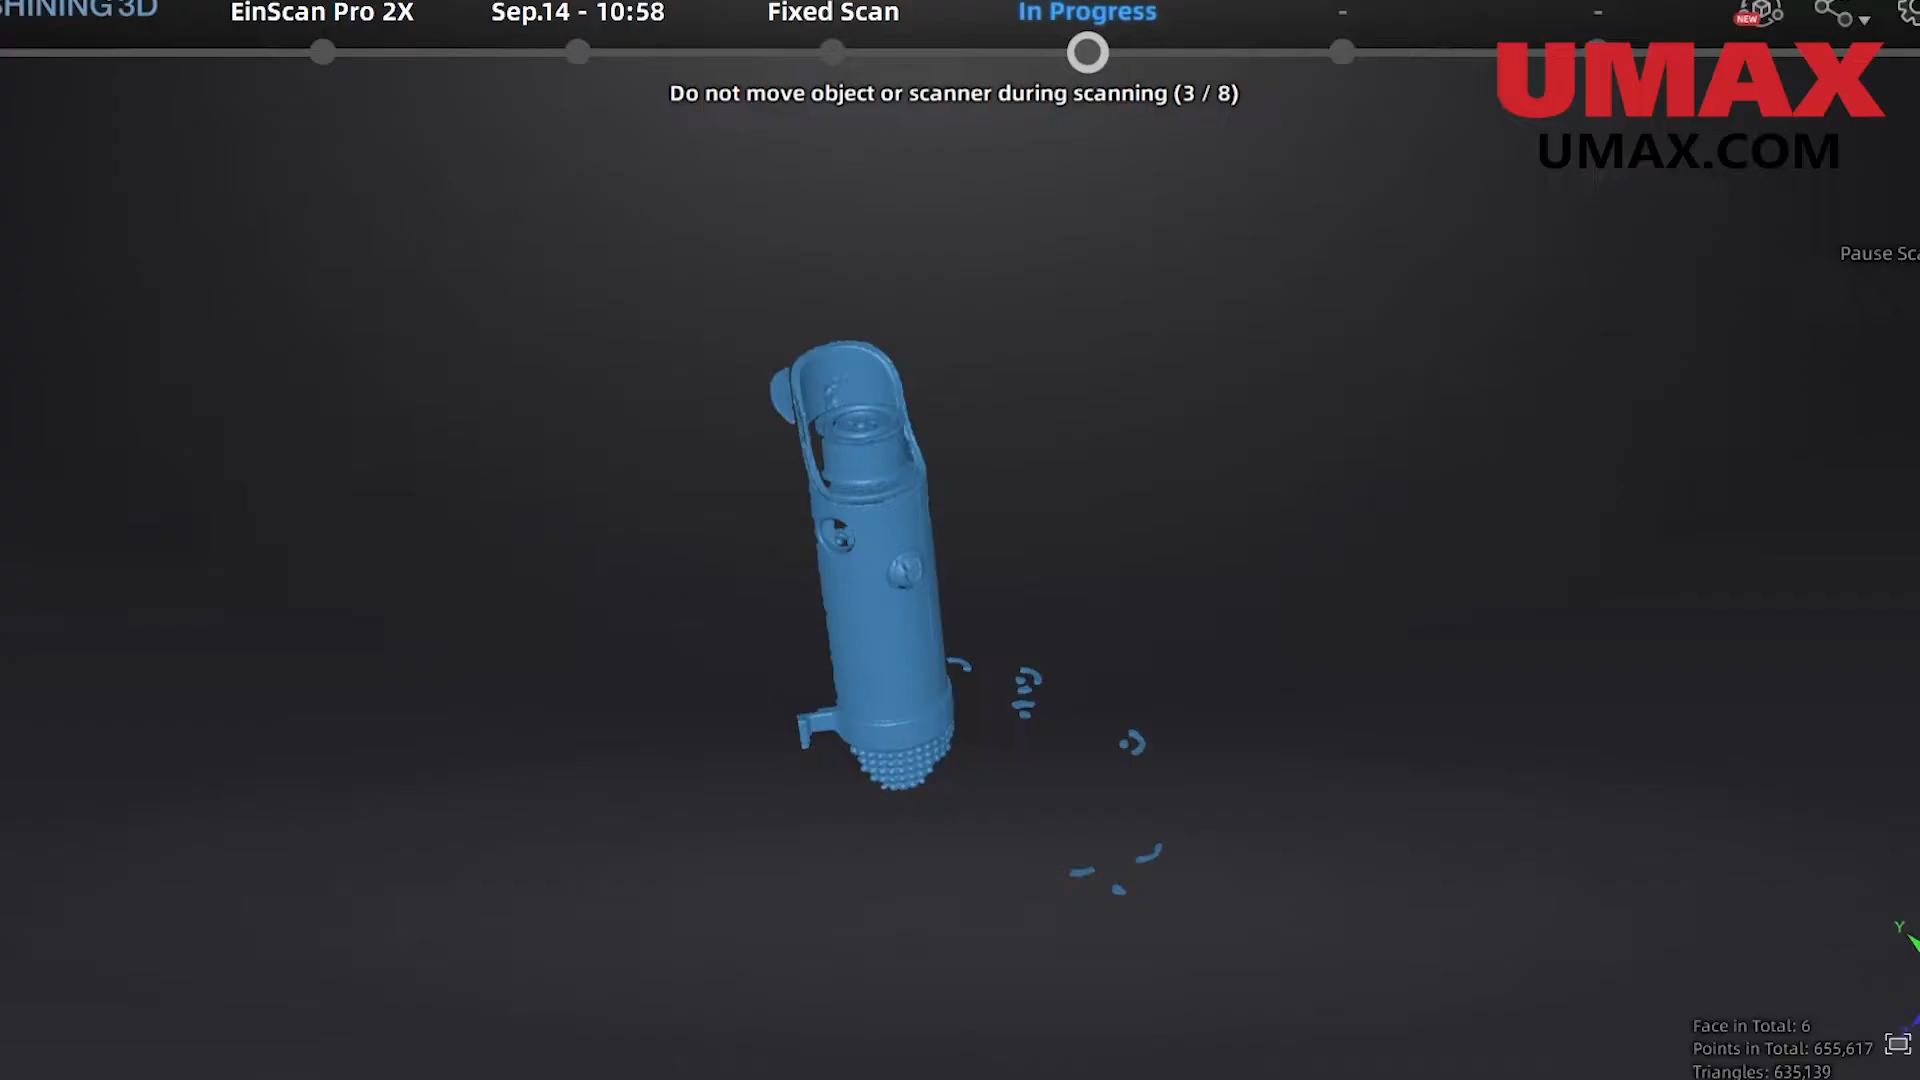 SHINING 3D
EinScan Pro 2X
Sep.14 - 10:58
Fixed Scan
In Progress
-
-
NEW
Do not move object or scanner during scanning (3 / 8)
UMAX
UMAX.COM
Pause Sca
Y
Face in Total: 6
Points in Total: 655,617
Triangles: 635,139